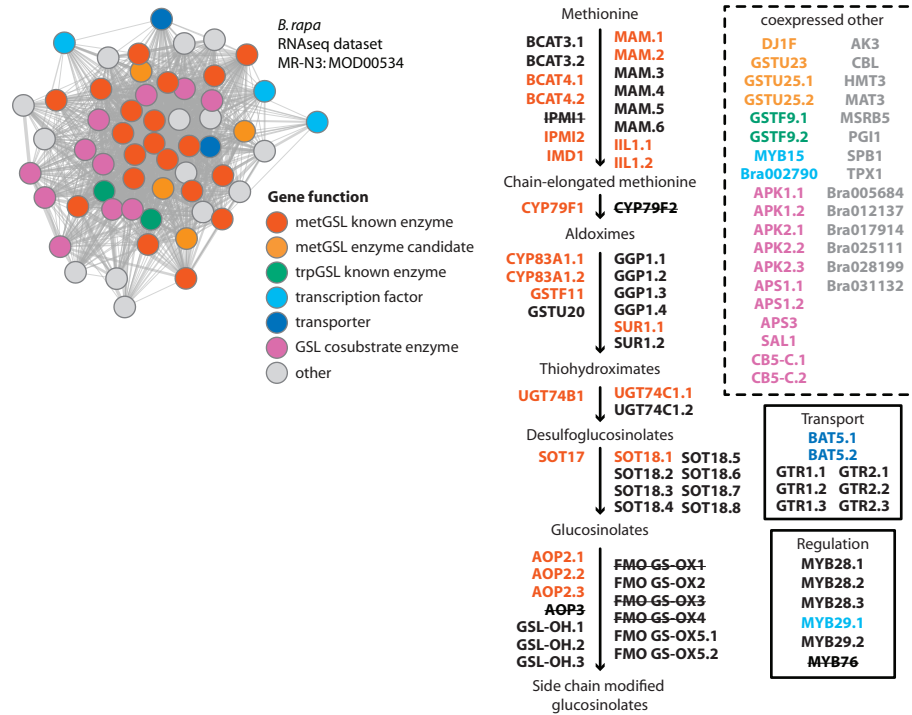 B. rapa
RNAseq dataset
MR-N3: MOD00534
Gene function
metGSL known enzyme
metGSL enzyme candidate
trpGSL known enzyme
transcription factor
transporter
GSL cosubstrate enzyme
other
Methionine
BCAT3.1
BCAT3.2
BCAT4.1
BCAT4.2
IPMI1
IPMI2
IMD1
MAM.1
MAM.2
MAM.3
MAM.4
MAM.5
MAM.6
IIL1.1
IIL1.2
Chain-elongated methionine
CYP79F1
CYP79F2
Aldoximes
CYP83A1.1
CYP83A1.2
GSTF11
GSTU20
GGP1.1
GGP1.2
GGP1.3
GGP1.4
SUR1.1
SUR1.2
Thiohydroximates
UGT74B1
UGT74C1.1
UGT74C1.2
Desulfoglucosinolates
SOT17
SOT18.1 SOT18.5
SOT18.2 SOT18.6
SOT18.3 SOT18.7
SOT18.4 SOT18.8
Glucosinolates
AOP2.1
AOP2.2
AOP2.3
AOP3
GSL-OH.1
GSL-OH.2
GSL-OH.3
FMO GS-OX1
FMO GS-OX2
FMO GS-OX3
FMO GS-OX4
FMO GS-OX5.1
FMO GS-OX5.2
Side chain modified
glucosinolates
coexpressed other
DJ1F
GSTU23
GSTU25.1
GSTU25.2
GSTF9.1
GSTF9.2
MYB15
Bra002790
APK1.1
APK1.2
APK2.1
APK2.2
APK2.3
APS1.1
APS1.2
APS3
SAL1
CB5-C.1
CB5-C.2
AK3
CBL
HMT3
MAT3
MSRB5
PGI1
SPB1
TPX1
Bra005684
Bra012137
Bra017914
Bra025111
Bra028199
Bra031132
Transport
BAT5.1
BAT5.2
GTR1.1 GTR2.1
GTR1.2 GTR2.2
GTR1.3 GTR2.3
Regulation
MYB28.1
MYB28.2
MYB28.3
MYB29.1
MYB29.2
MYB76